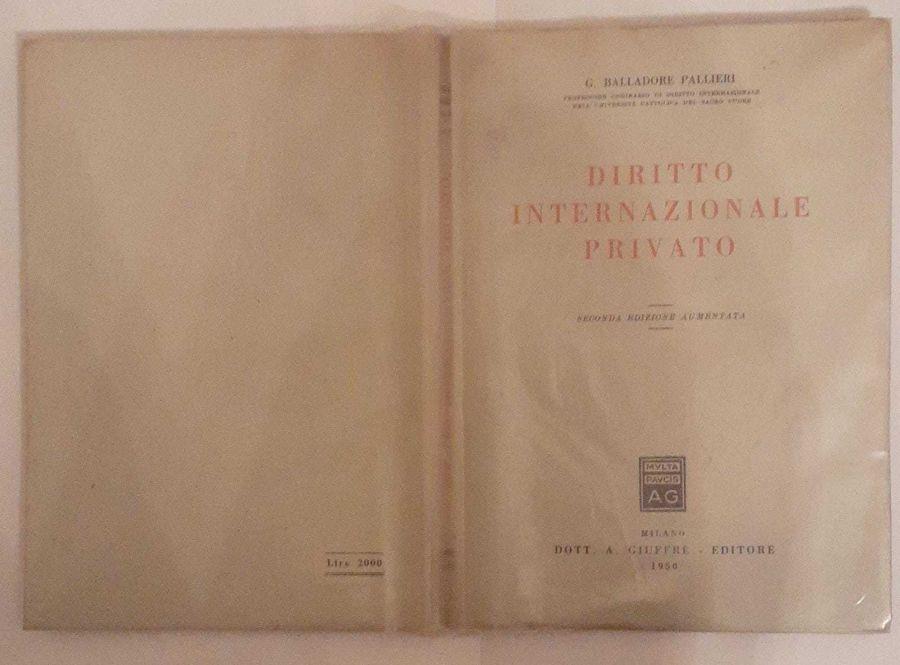 G. BALLADORE PALLIERI
PROFESSORE ORDINARIO DI DIRITTO INTERNAZIONALE
NELL'UNIVERSITÀ CATTOLICA DEL SACRO CUORE
DIRITTO
INTERNAZIONALE
PRIVATO
SECONDA EDIZIONE AUMENTATA
MVLTA
PAVCIS
AG
MILANO
DOTT. A. GIUFFRÈ - EDITORE
1950
Lire 2000